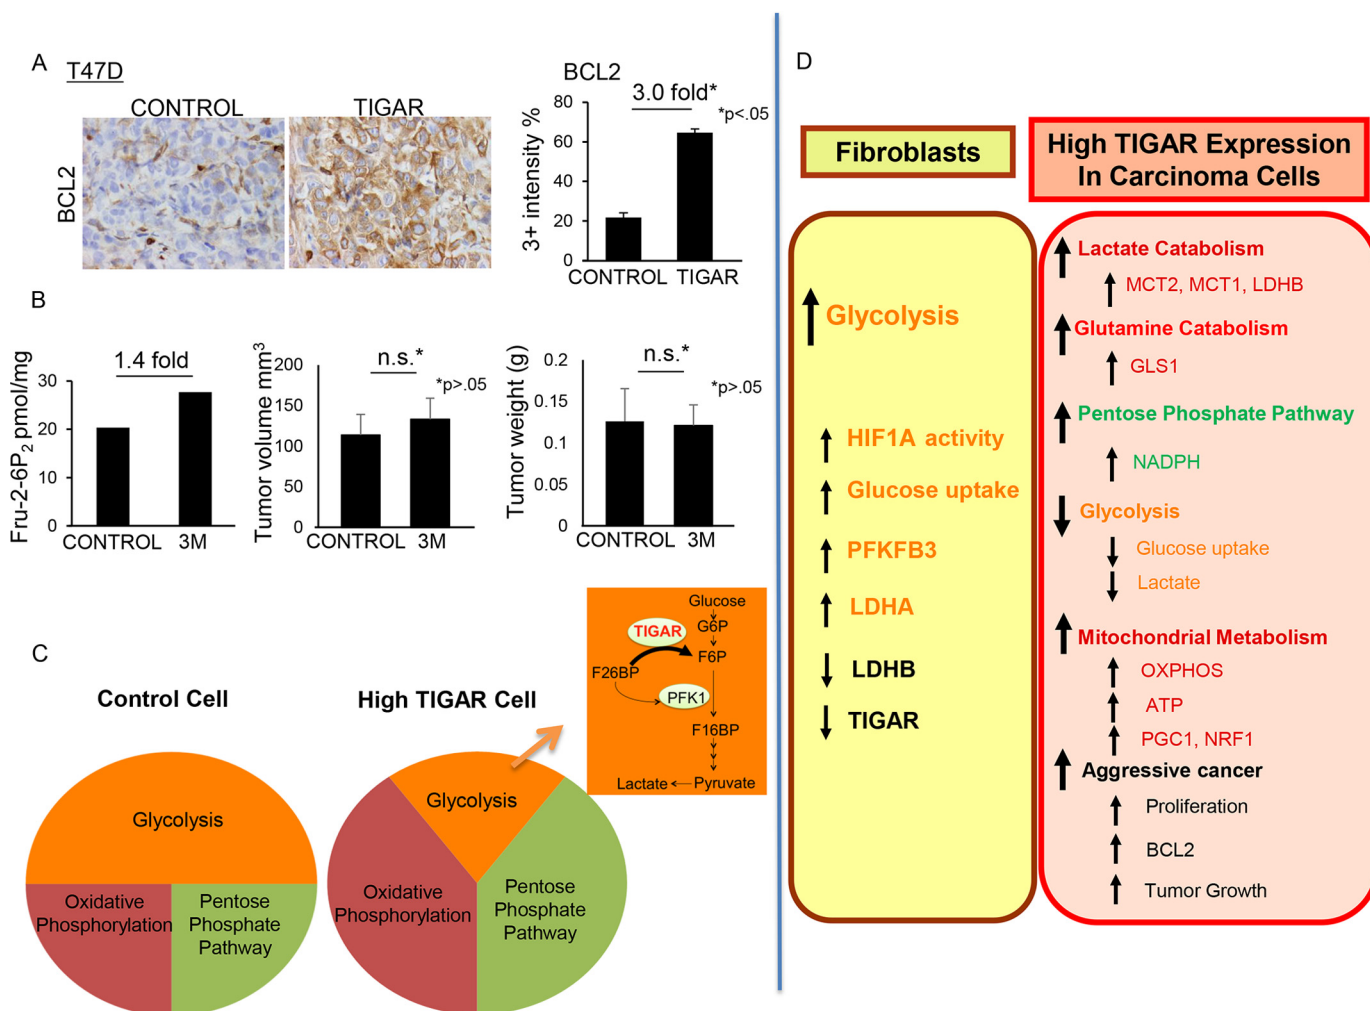 A
T47D
CONTROL
TIGAR
BCL2
BCL2
3.0 fold*
*p<.05
3+ intensity %
80
60
40
20
0
CONTROL TIGAR
B
1.4 fold
Fru-2-6P2 pmol/mg
30
20
10
0
CONTROL 3M
n.s.*
*p>.05
Tumor volume mm3
200
150
100
50
0
CONTROL 3M
n.s.*
*p>.05
Tumor weight (g)
0.2
0.15
0.1
0.05
0
CONTROL 3M
C
Control Cell
Glycolysis
Oxidative
Phosphorylation
Pentose
Phosphate
Pathway
High TIGAR Cell
Glycolysis
Oxidative
Phosphorylation
Pentose
Phosphate
Pathway
Glucose
G6P
TIGAR
F6P
F26BP
PFK1
F16BP
Lactate
Pyruvate
D
Fibroblasts
Glycolysis
HIF1A activity
Glucose uptake
PFKFB3
LDHA
LDHB
TIGAR
High TIGAR Expression
In Carcinoma Cells
Lactate Catabolism
MCT2, MCT1, LDHB
Glutamine Catabolism
GLS1
Pentose Phosphate Pathway
NADPH
Glycolysis
Glucose uptake
Lactate
Mitochondrial Metabolism
OXPHOS
ATP
PGC1, NRF1
Aggressive cancer
Proliferation
BCL2
Tumor Growth